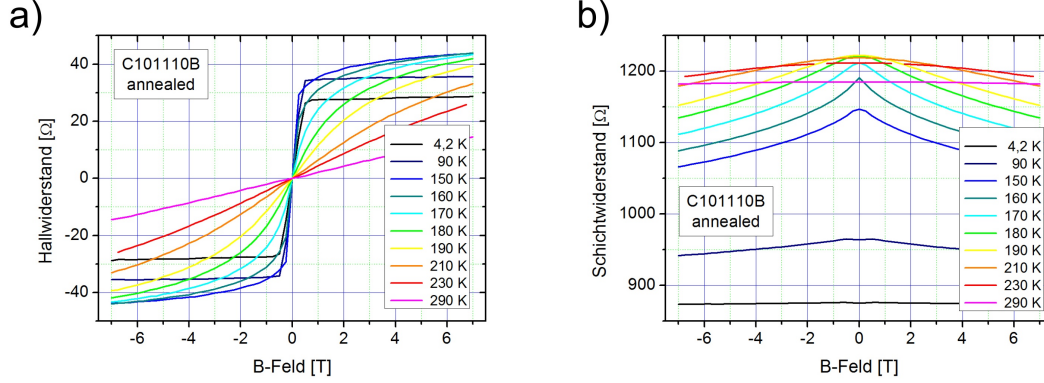 a)
b)
C101110B
annealed
Hallwiderstand [Ω]
40
20
0
-20
-40
-6
-4
-2
0
2
4
6
B-Feld [T]
4,2 K
90 K
150 K
160 K
170 K
180 K
190 K
210 K
230 K
290 K
Schichtwiderstand [Ω]
1200
1100
1000
900
C101110B
annealed
-6
-4
-2
0
2
4
6
B-Feld [T]
4,2 K
90 K
150 K
160 K
170 K
180 K
190 K
210 K
230 K
290 K